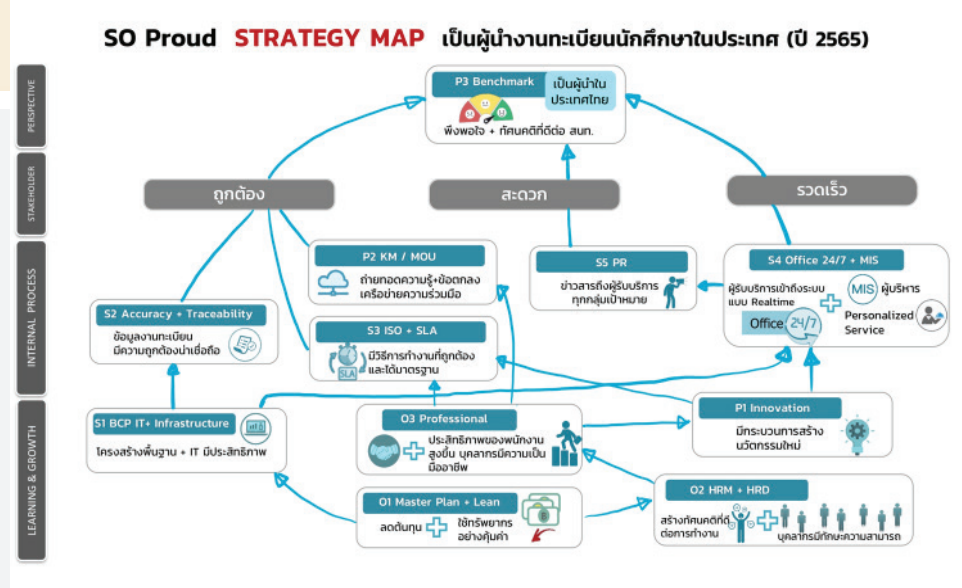 SO Proud STRATEGY MAP เป็นผู้นำงานทะเบียนนักศึกษาในประเทศ (ปี 2565)
PERSPECTIVE
STAKEHOLDER
INTERNAL PROCESS
LEARNING & GROWTH
P3 Benchmark
เป็นผู้นำใน
ประเทศไทย
พึงพอใจ + ทัศนคติที่ดีต่อ สนท.
ถูกต้อง
สะดวก
รวดเร็ว
P2 KM / MOU
ถ่ายทอดความรู้+ข้อตกลง
เครือข่ายความร่วมมือ
S5 PR
ข่าวสารถึงผู้รับบริการ
ทุกกลุ่มเป้าหมาย
S4 Office 24/7 + MIS
ผู้รับบริการเข้าถึงระบบ
แบบ Realtime
Office 24/7
MIS ผู้บริหาร
Personalized
Service
S2 Accuracy + Traceability
ข้อมูลงานทะเบียน
มีความถูกต้องน่าเชื่อถือ
S3 ISO + SLA
SLA
มีวิธีการทำงานที่ถูกต้อง
และได้มาตรฐาน
S1 BCP IT+ Infrastructure
โครงสร้างพื้นฐาน + IT มีประสิทธิภาพ
O3 Professional
ประสิทธิภาพของพนักงาน
สูงขึ้น บุคลากรมีความเป็น
มืออาชีพ
P1 Innovation
มีกระบวนการสร้าง
นวัตกรรมใหม่
O1 Master Plan + Lean
ลดต้นทุน
ใช้ทรัพยากร
อย่างคุ้มค่า
O2 HRM + HRD
สร้างทัศนคติที่ดี
ต่อการทำงาน
บุคลากรมีทักษะความสามารถ